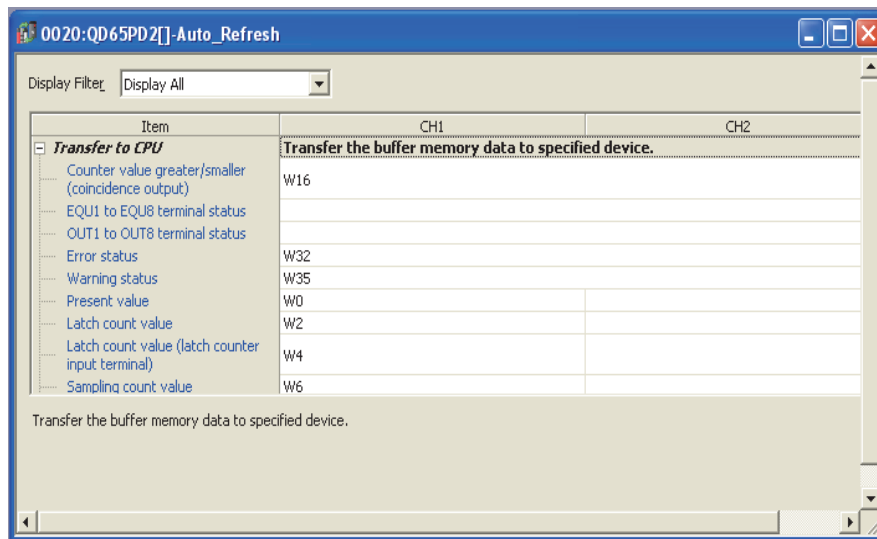 0020:QD65PD2[]-Auto_Refresh
Display Filter Display All
Item CH1 CH2
Transfer to CPU Transfer the buffer memory data to specified device.
Counter value greater/smaller
(coincidence output) W16
EQU1 to EQU8 terminal status
OUT1 to OUT8 terminal status
Error status W32
Warning status W35
Present value W0
Latch count value W2
Latch count value (latch counter
input terminal) W4
Sampling count value W6
Transfer the buffer memory data to specified device.